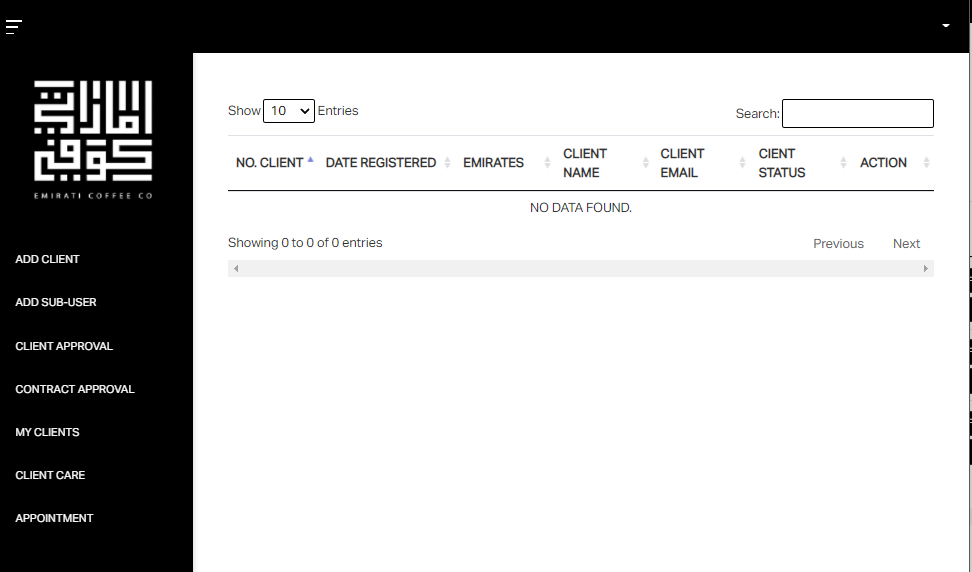 اماراتي
كوفي
EMIRATI COFFEE CO
ADD CLIENT
ADD SUB-USER
CLIENT APPROVAL
CONTRACT APPROVAL
MY CLIENTS
CLIENT CARE
APPOINTMENT
Show 10 Entries
Search:
NO. CLIENT DATE REGISTERED EMIRATES CLIENT NAME CLIENT EMAIL CIENT STATUS ACTION
NO DATA FOUND.
Showing 0 to 0 of 0 entries
Previous Next